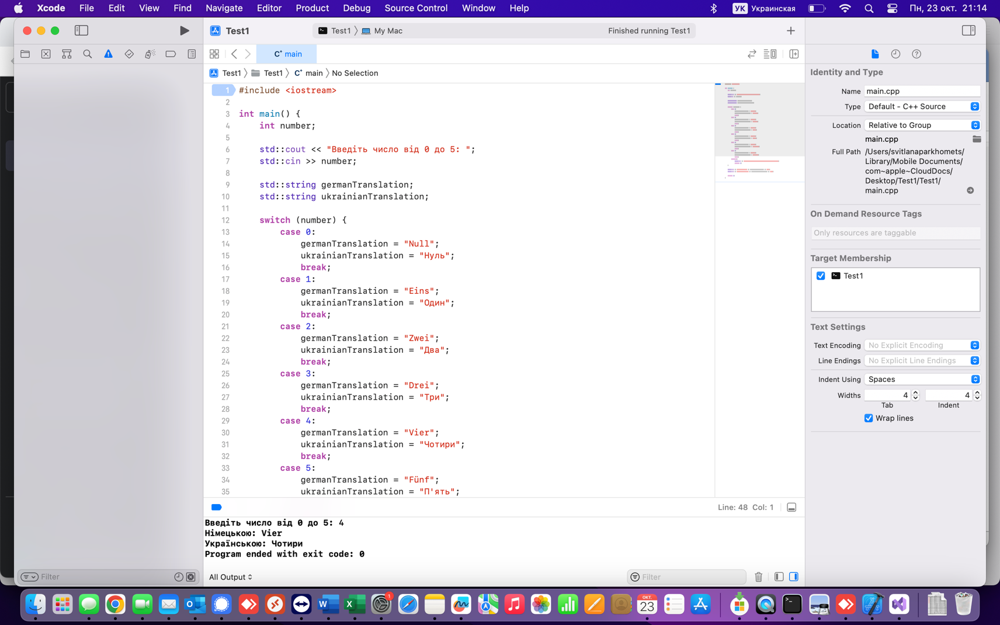 Xcode File Edit View Find Navigate Editor Product Debug Source Control Window Help
УК Украинская Пн, 23 окт. 21:14
Test1
Test1 My Mac
Finished running Test1
main
Test1 Test1 main No Selection
1 #include <iostream>
2
3 int main() {
4 int number;
5
6 std::cout << "Введіть число від 0 до 5: ";
7 std::cin >> number;
8
9 std::string germanTranslation;
10 std::string ukrainianTranslation;
11
12 switch (number) {
13 case 0:
14 germanTranslation = "Null";
15 ukrainianTranslation = "Нуль";
16 break;
17 case 1:
18 germanTranslation = "Eins";
19 ukrainianTranslation = "Один";
20 break;
21 case 2:
22 germanTranslation = "Zwei";
23 ukrainianTranslation = "Два";
24 break;
25 case 3:
26 germanTranslation = "Drei";
27 ukrainianTranslation = "Три";
28 break;
29 case 4:
30 germanTranslation = "Vier";
31 ukrainianTranslation = "Чотири";
32 break;
33 case 5:
34 germanTranslation = "Fünf";
35 ukrainianTranslation = "П'ять";
Line: 48 Col: 1
Введіть число від 0 до 5: 4
Німецькою: Vier
Українською: Чотири
Program ended with exit code: 0
Filter
All Output
Filter
Identity and Type
Name main.cpp
Type Default - C++ Source
Location Relative to Group
main.cpp
Full Path /Users/svitlanaparkhomets/
Library/Mobile Documents/
com~apple~CloudDocs/
Desktop/Test1/Test1/
main.cpp
On Demand Resource Tags
Only resources are taggable
Target Membership
Test1
Text Settings
Text Encoding No Explicit Encoding
Line Endings No Explicit Line Endings
Indent Using Spaces
Widths 4 4
Tab Indent
Wrap lines
1
ОКТ.
23